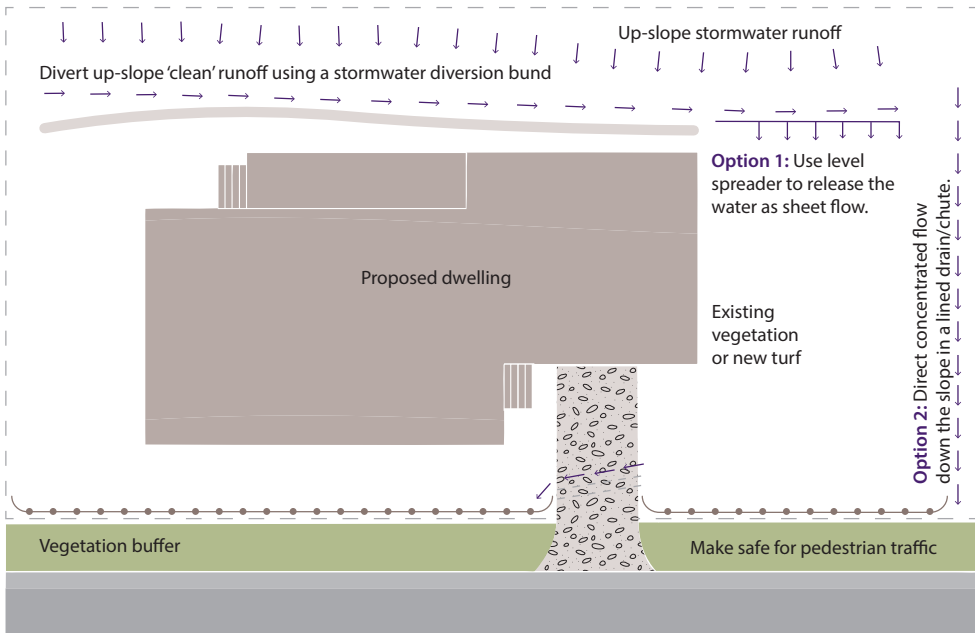 Up-slope stormwater runoff
Divert up-slope ‘clean’ runoff using a stormwater diversion bund
Option 1: Use level
spreader to release the
water as sheet flow.
Option 2: Direct concentrated flow
down the slope in a lined drain/chute.
Proposed dwelling
Existing
vegetation
or new turf
Vegetation buffer
Make safe for pedestrian traffic